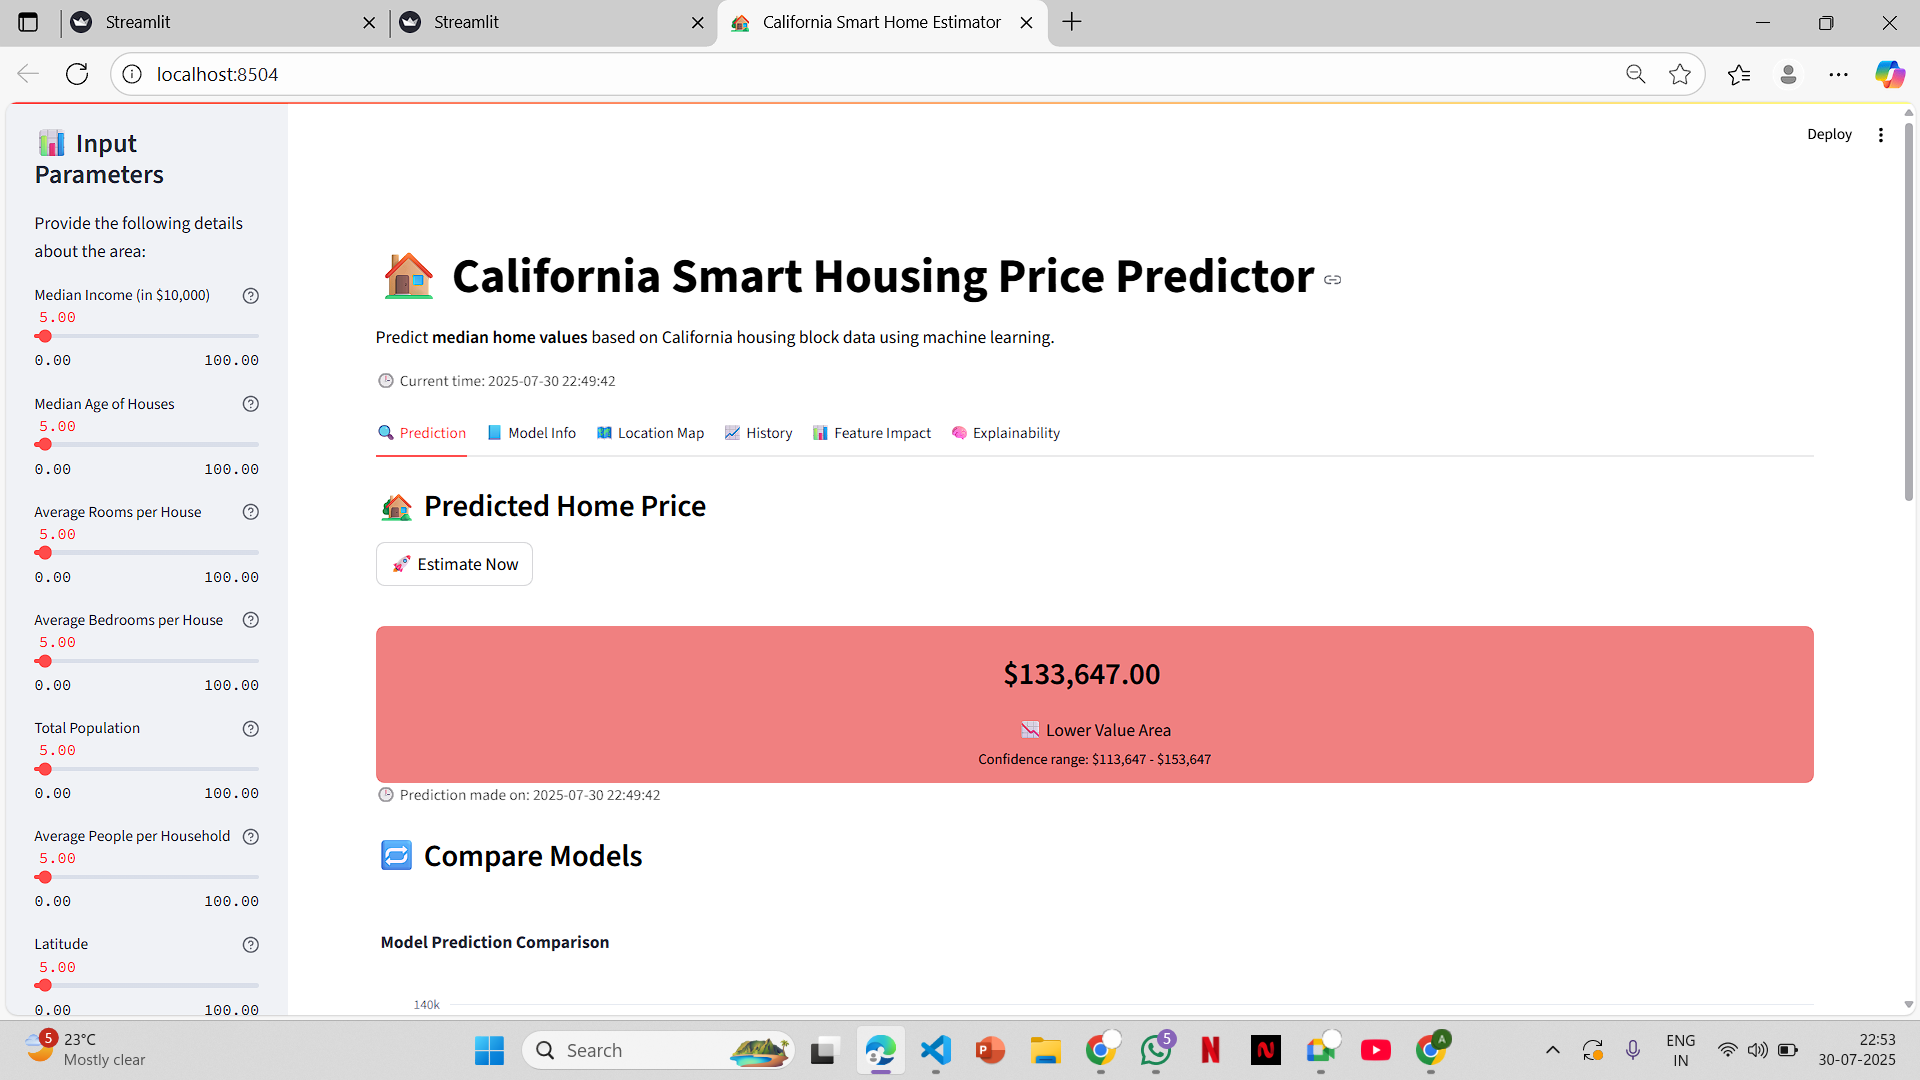 Streamlit
Streamlit
California Smart Home Estimator
localhost:8504
Input
Parameters
Provide the following details
about the area:
Median Income (in $10,000)
5.00
0.00 100.00
Median Age of Houses
5.00
0.00 100.00
Average Rooms per House
5.00
0.00 100.00
Average Bedrooms per House
5.00
0.00 100.00
Total Population
5.00
0.00 100.00
Average People per Household
5.00
0.00 100.00
Latitude
5.00
0.00 100.00
Deploy
California Smart Housing Price Predictor
Predict median home values based on California housing block data using machine learning.
Current time: 2025-07-30 22:49:42
Prediction Model Info Location Map History Feature Impact Explainability
Predicted Home Price
Estimate Now
$133,647.00
Lower Value Area
Confidence range: $113,647 - $153,647
Prediction made on: 2025-07-30 22:49:42
Compare Models
Model Prediction Comparison
140k
5
23°C
Mostly clear
Search
P
5
N
N
A
ENG
IN
22:53
30-07-2025